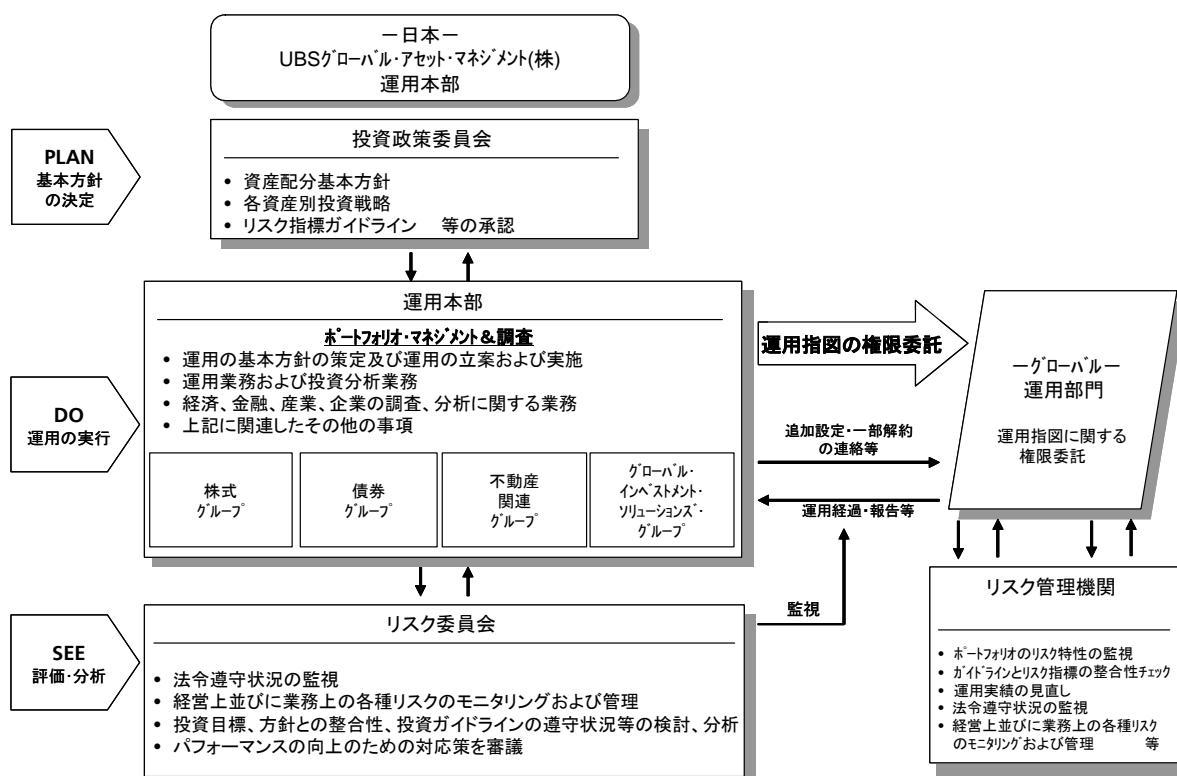 －日本－
UBSｸﾞﾛｰﾊﾞﾙ･ｱｾｯﾄ･ﾏﾈｼﾞﾒﾝﾄ(株)
運用本部
PLAN
基本方針
の決定
投資政策委員会
• 資産配分基本方針
• 各資産別投資戦略
• リスク指標ガイドライン 等の承認
DO
運用の実行
運用本部
ﾎﾟｰﾄﾌｫﾘｵ･ﾏﾈｼﾞﾒﾝﾄ＆調査
• 運用の基本方針の策定及び運用の立案および実施
• 運用業務および投資分析業務
• 経済、金融、産業、企業の調査、分析に関する業務
• 上記に関連したその他の事項
株式
ｸﾞﾙｰﾌﾟ
債券
ｸﾞﾙｰﾌﾟ
不動産
関連
ｸﾞﾙｰﾌﾟ
ｸﾞﾛｰﾊﾞﾙ･
ｲﾝﾍﾞｽﾄﾒﾝﾄ･
ｿﾘｭｰｼｮﾝｽﾞ･
ｸﾞﾙｰﾌﾟ
運用指図の権限委託
追加設定・一部解約
の連絡等
運用経過・報告等
－ｸﾞﾛｰﾊﾞﾙ－
運用部門
運用指図に関する
権限委託
SEE
評価･分析
リスク委員会
• 法令遵守状況の監視
• 経営上並びに業務上の各種リスクのモニタリングおよび管理
• 投資目標、方針との整合性、投資ガイドラインの遵守状況等の検討、分析
• パフォーマンスの向上のための対応策を審議
監視
リスク管理機関
• ﾎﾟｰﾄﾌｫﾘｵのﾘｽｸ特性の監視
• ｶﾞｲﾄﾞﾗｲﾝとﾘｽｸ指標の整合性ﾁｪｯｸ
• 運用実績の見直し
• 法令遵守状況の監視
• 経営上並びに業務上の各種ﾘｽｸ
のﾓﾆﾀﾘﾝｸﾞおよび管理 等